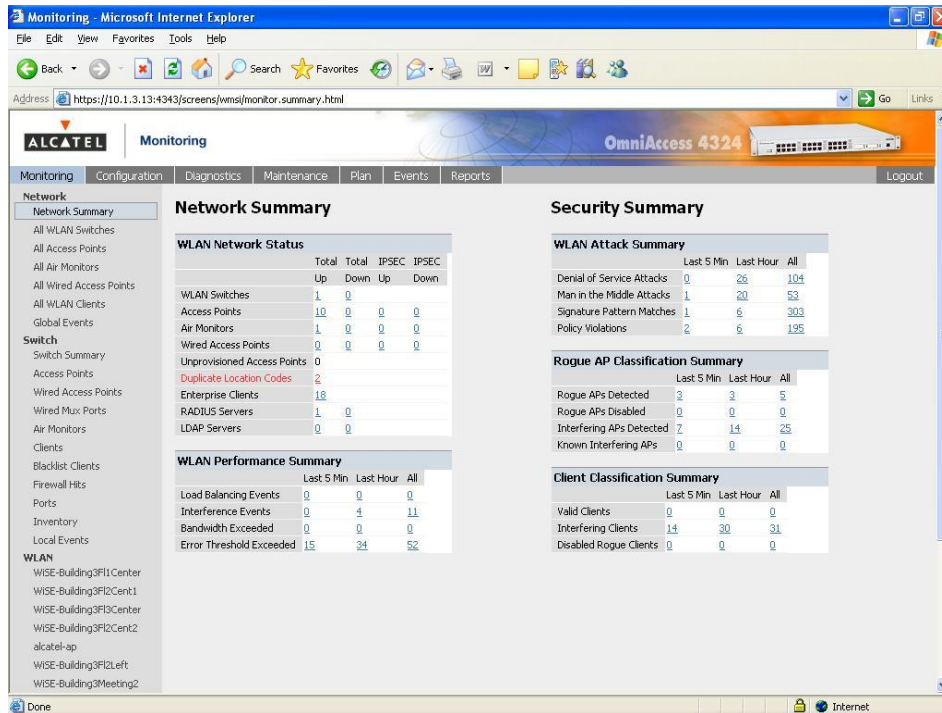 Monitoring - Microsoft Internet Explorer
File Edit View Favorites Tools Help
Back Search Favorites
Address https://10.1.3.13:4343/screens/wmsi/monitor.summary.html Go Links
ALCATEL Monitoring OmniAccess 4324
Monitoring Configuration Diagnostics Maintenance Plan Events Reports Logout
Network
Network Summary
All WLAN Switches
All Access Points
All Air Monitors
All Wired Access Points
All WLAN Clients
Global Events
Switch
Switch Summary
Access Points
Wired Access Points
Wired Mux Ports
Air Monitors
Clients
Blacklist Clients
Firewall Hits
Ports
Inventory
Local Events
WLAN
WiSE-Building3Fl1Center
WiSE-Building3Fl2Cent1
WiSE-Building3Fl3Center
WiSE-Building3Fl2Cent2
alcatel-ap
WiSE-Building3Fl2Left
WiSE-Building3Meeting2
Network Summary
WLAN Network Status
Total Total IPSEC IPSEC
Up Down Up Down
WLAN Switches 1 0
Access Points 10 0 0 0
Air Monitors 1 0 0 0
Wired Access Points 0 0 0 0
Unprovisioned Access Points 0
Duplicate Location Codes 2
Enterprise Clients 18
RADIUS Servers 1 0
LDAP Servers 0 0
WLAN Performance Summary
Last 5 Min Last Hour All
Load Balancing Events 0 0 0
Interference Events 0 4 11
Bandwidth Exceeded 0 0 0
Error Threshold Exceeded 15 34 52
Security Summary
WLAN Attack Summary
Last 5 Min Last Hour All
Denial of Service Attacks 0 26 104
Man in the Middle Attacks 1 20 53
Signature Pattern Matches 1 6 303
Policy Violations 2 6 195
Rogue AP Classification Summary
Last 5 Min Last Hour All
Rogue APs Detected 3 3 5
Rogue APs Disabled 0 0 0
Interfering APs Detected 7 14 25
Known Interfering APs 0 0 0
Client Classification Summary
Last 5 Min Last Hour All
Valid Clients 0 0 0
Interfering Clients 14 30 31
Disabled Rogue Clients 0 0 0
Done Internet